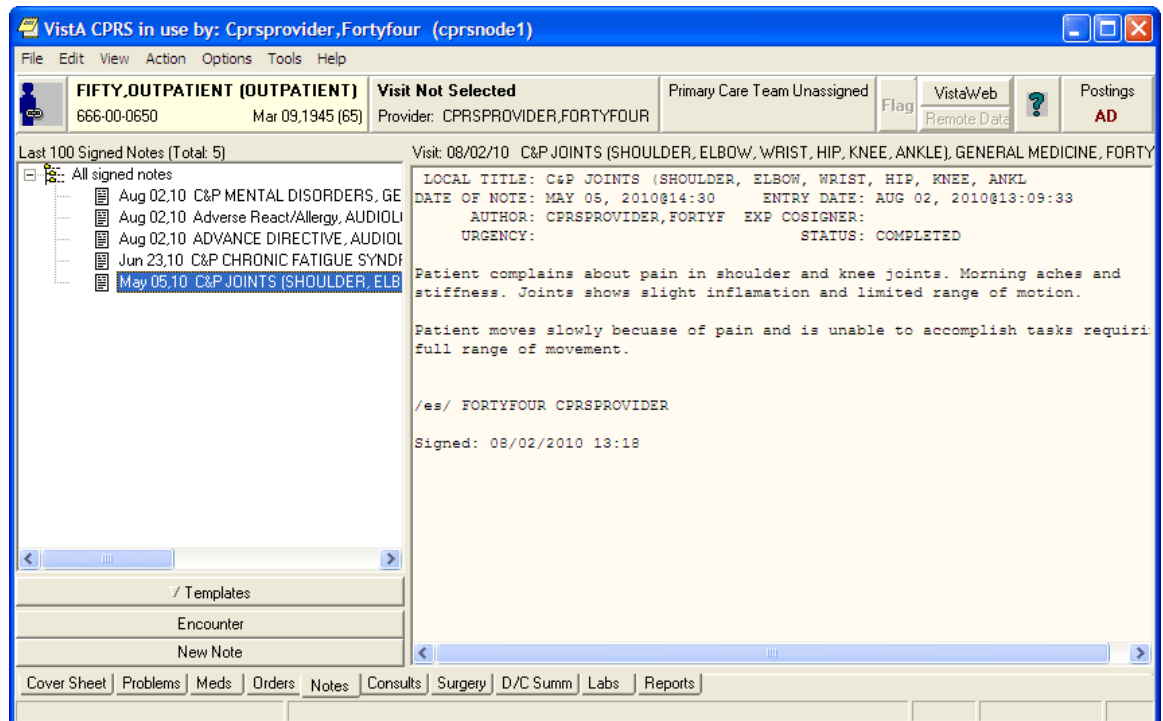 VistA CPRS in use by: Cprsprovider,Fortyfour (cprsnode1)
File Edit View Action Options Tools Help
FIFTY,OUTPATIENT (OUTPATIENT) Visit Not Selected Primary Care Team Unassigned Flag VistaWeb ? Postings
666-00-0650 Mar 09,1945 (65) Provider: CPRSPROVIDER,FORTYFOUR Remote Data AD
Last 100 Signed Notes (Total: 5)
All signed notes
Aug 02,10 C&P MENTAL DISORDERS, GE
Aug 02,10 Adverse React/Allergy, AUDIOL
Aug 02,10 ADVANCE DIRECTIVE, AUDIOL
Jun 23,10 C&P CHRONIC FATIGUE SYNDR
May 05,10 C&P JOINTS (SHOULDER, ELB
/ Templates
Encounter
New Note
Visit: 08/02/10 C&P JOINTS (SHOULDER, ELBOW, WRIST, HIP, KNEE, ANKLE), GENERAL MEDICINE, FORTY
LOCAL TITLE: C&P JOINTS (SHOULDER, ELBOW, WRIST, HIP, KNEE, ANKL
DATE OF NOTE: MAY 05, 2010@14:30 ENTRY DATE: AUG 02, 2010@13:09:33
AUTHOR: CPRSPROVIDER,FORTYF EXP COSIGNER:
URGENCY: STATUS: COMPLETED
Patient complains about pain in shoulder and knee joints. Morning aches and
stiffness. Joints shows slight inflamation and limited range of motion.
Patient moves slowly becuase of pain and is unable to accomplish tasks requiri
full range of movement.
/es/ FORTYFOUR CPRSPROVIDER
Signed: 08/02/2010 13:18
Cover Sheet Problems Meds Orders Notes Consults Surgery D/C Summ Labs Reports